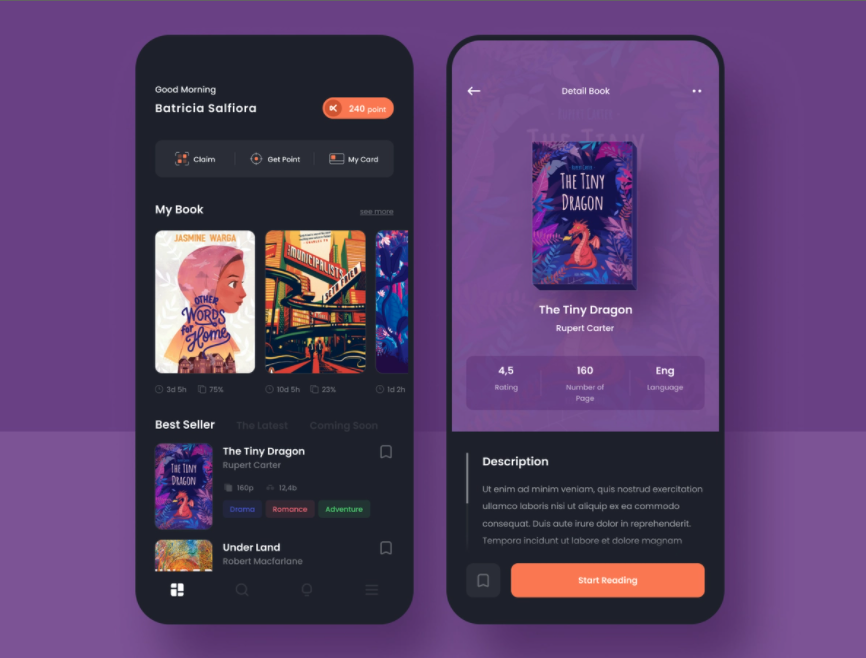 Good Morning
Batricia Salfiora
240 point
Claim
Get Point
My Card
My Book
see more
JASMINE WARGA
OTHER
WORDS
for
Home
MUNICIPALISTS
SETH FRIED
3d 5h
75%
10d 5h
23%
1d 2h
Best Seller
The Latest
Coming Soon
THE TINY
DRAGON
The Tiny Dragon
Rupert Carter
160p
12,4b
Drama
Romance
Adventure
Under Land
Robert Macfarlane
Detail Book
THE TINY
THE TINY
DRAGON
The Tiny Dragon
Rupert Carter
4,5
Rating
160
Number of
Page
Eng
Language
Description
Ut enim ad minim veniam, quis nostrud exercitation
ullamco laboris nisi ut aliquip ex ea commodo
consequat. Duis aute irure dolor in reprehenderit.
Tempora incidunt ut labore et dolore magnam
Start Reading